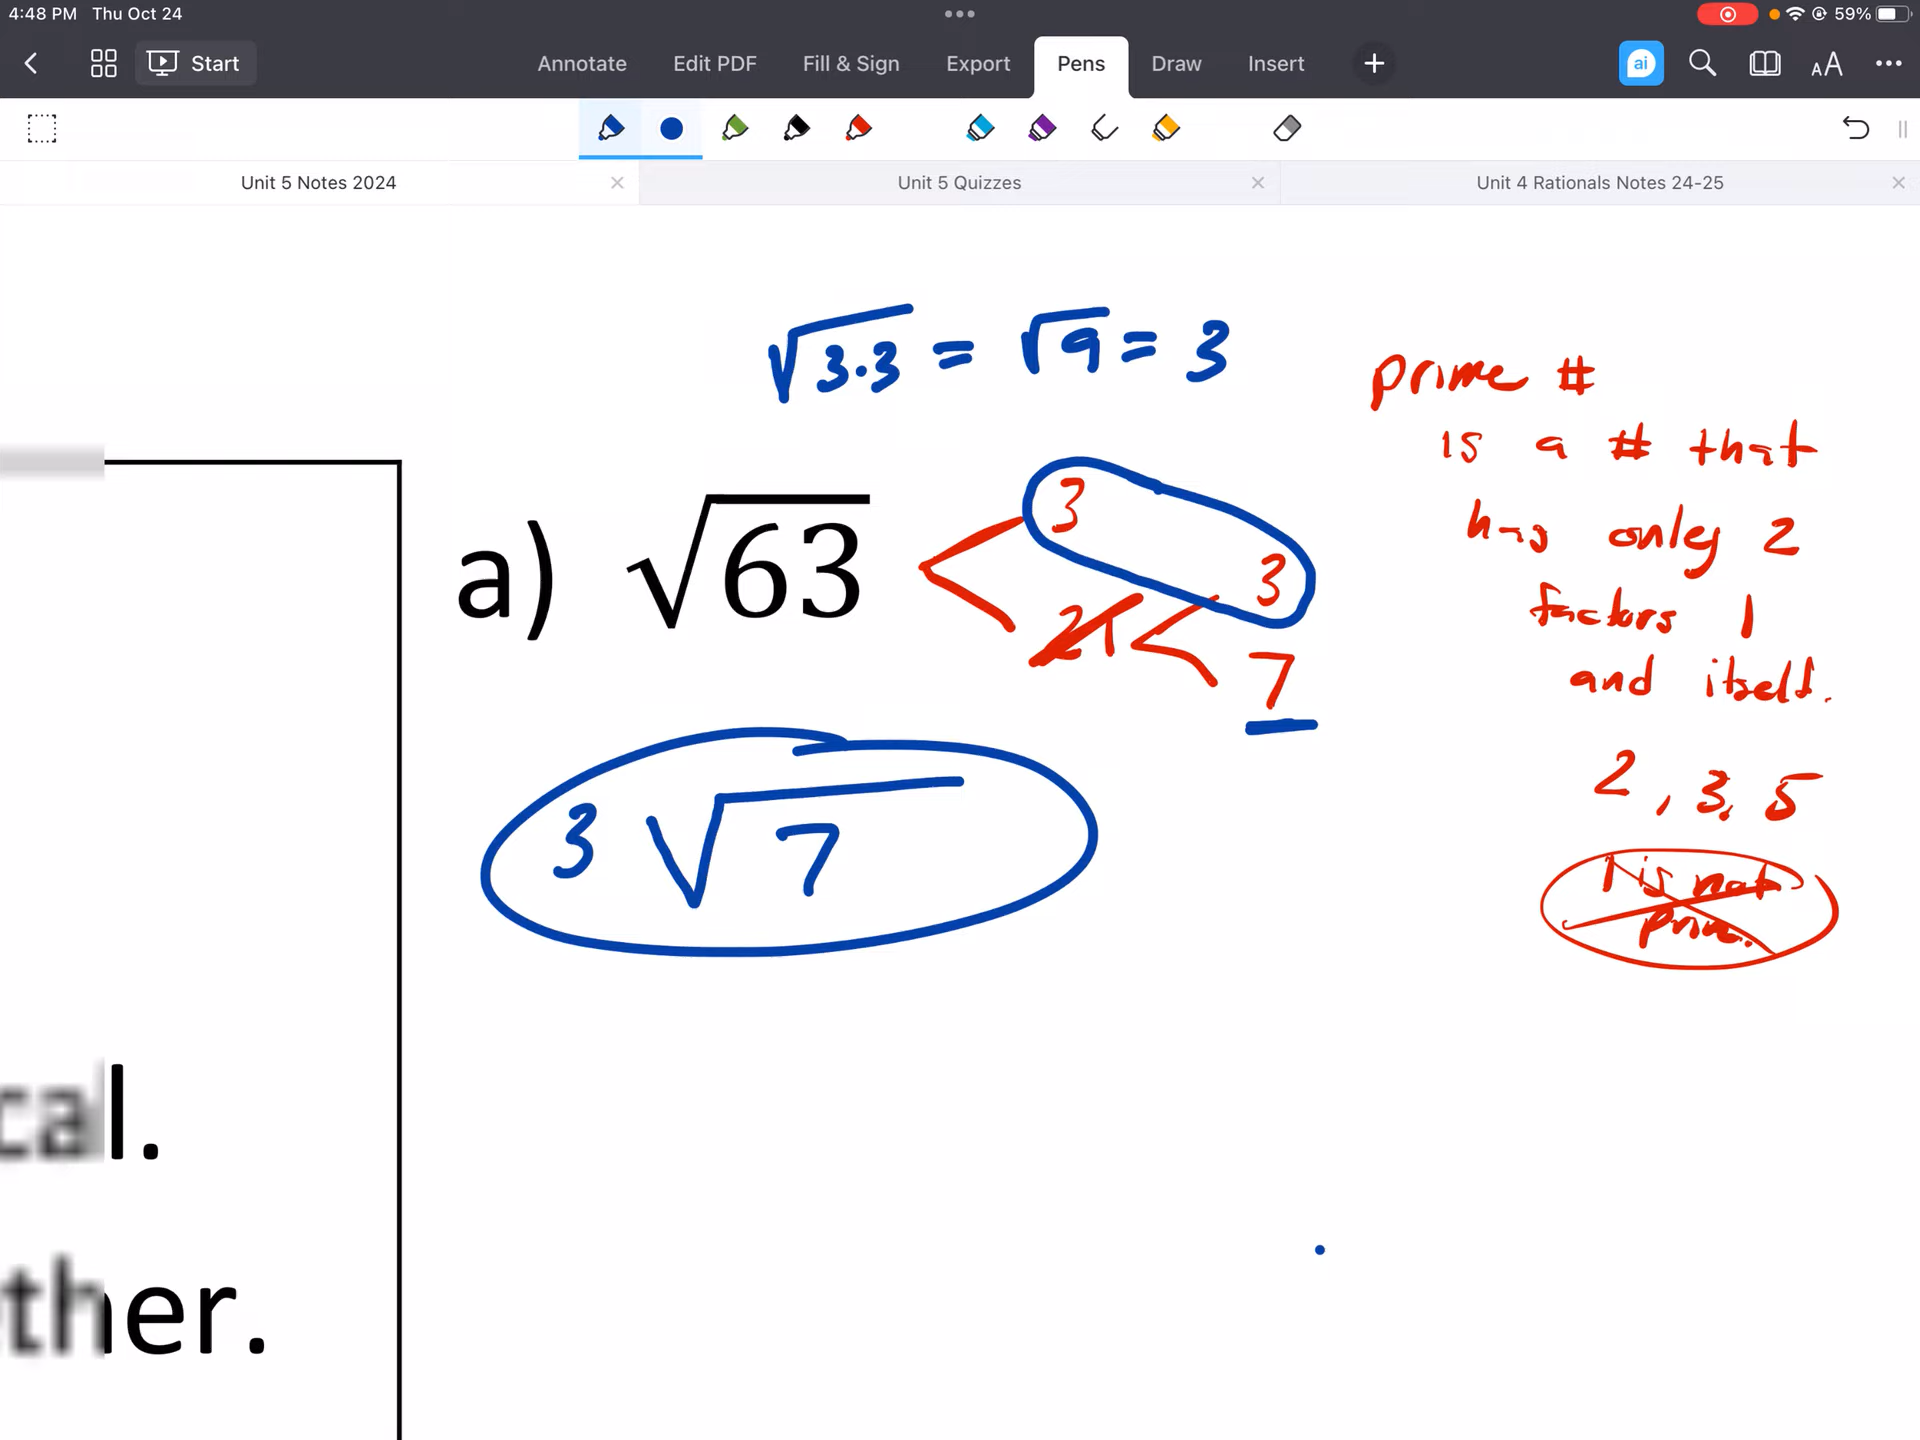 4:48 PM Thu Oct 24
59%
Start
Annotate Edit PDF Fill & Sign Export Pens Draw Insert
ai
AA
Unit 5 Notes 2024
Unit 5 Quizzes
Unit 4 Rationals Notes 24-25
√3·3 = √9 = 3
prime #
is a # that
has only 2
factors 1
and itself.
2, 3, 5
1 is not
prime.
a) √63
3
21
3
7
3√7
cal.
ther.